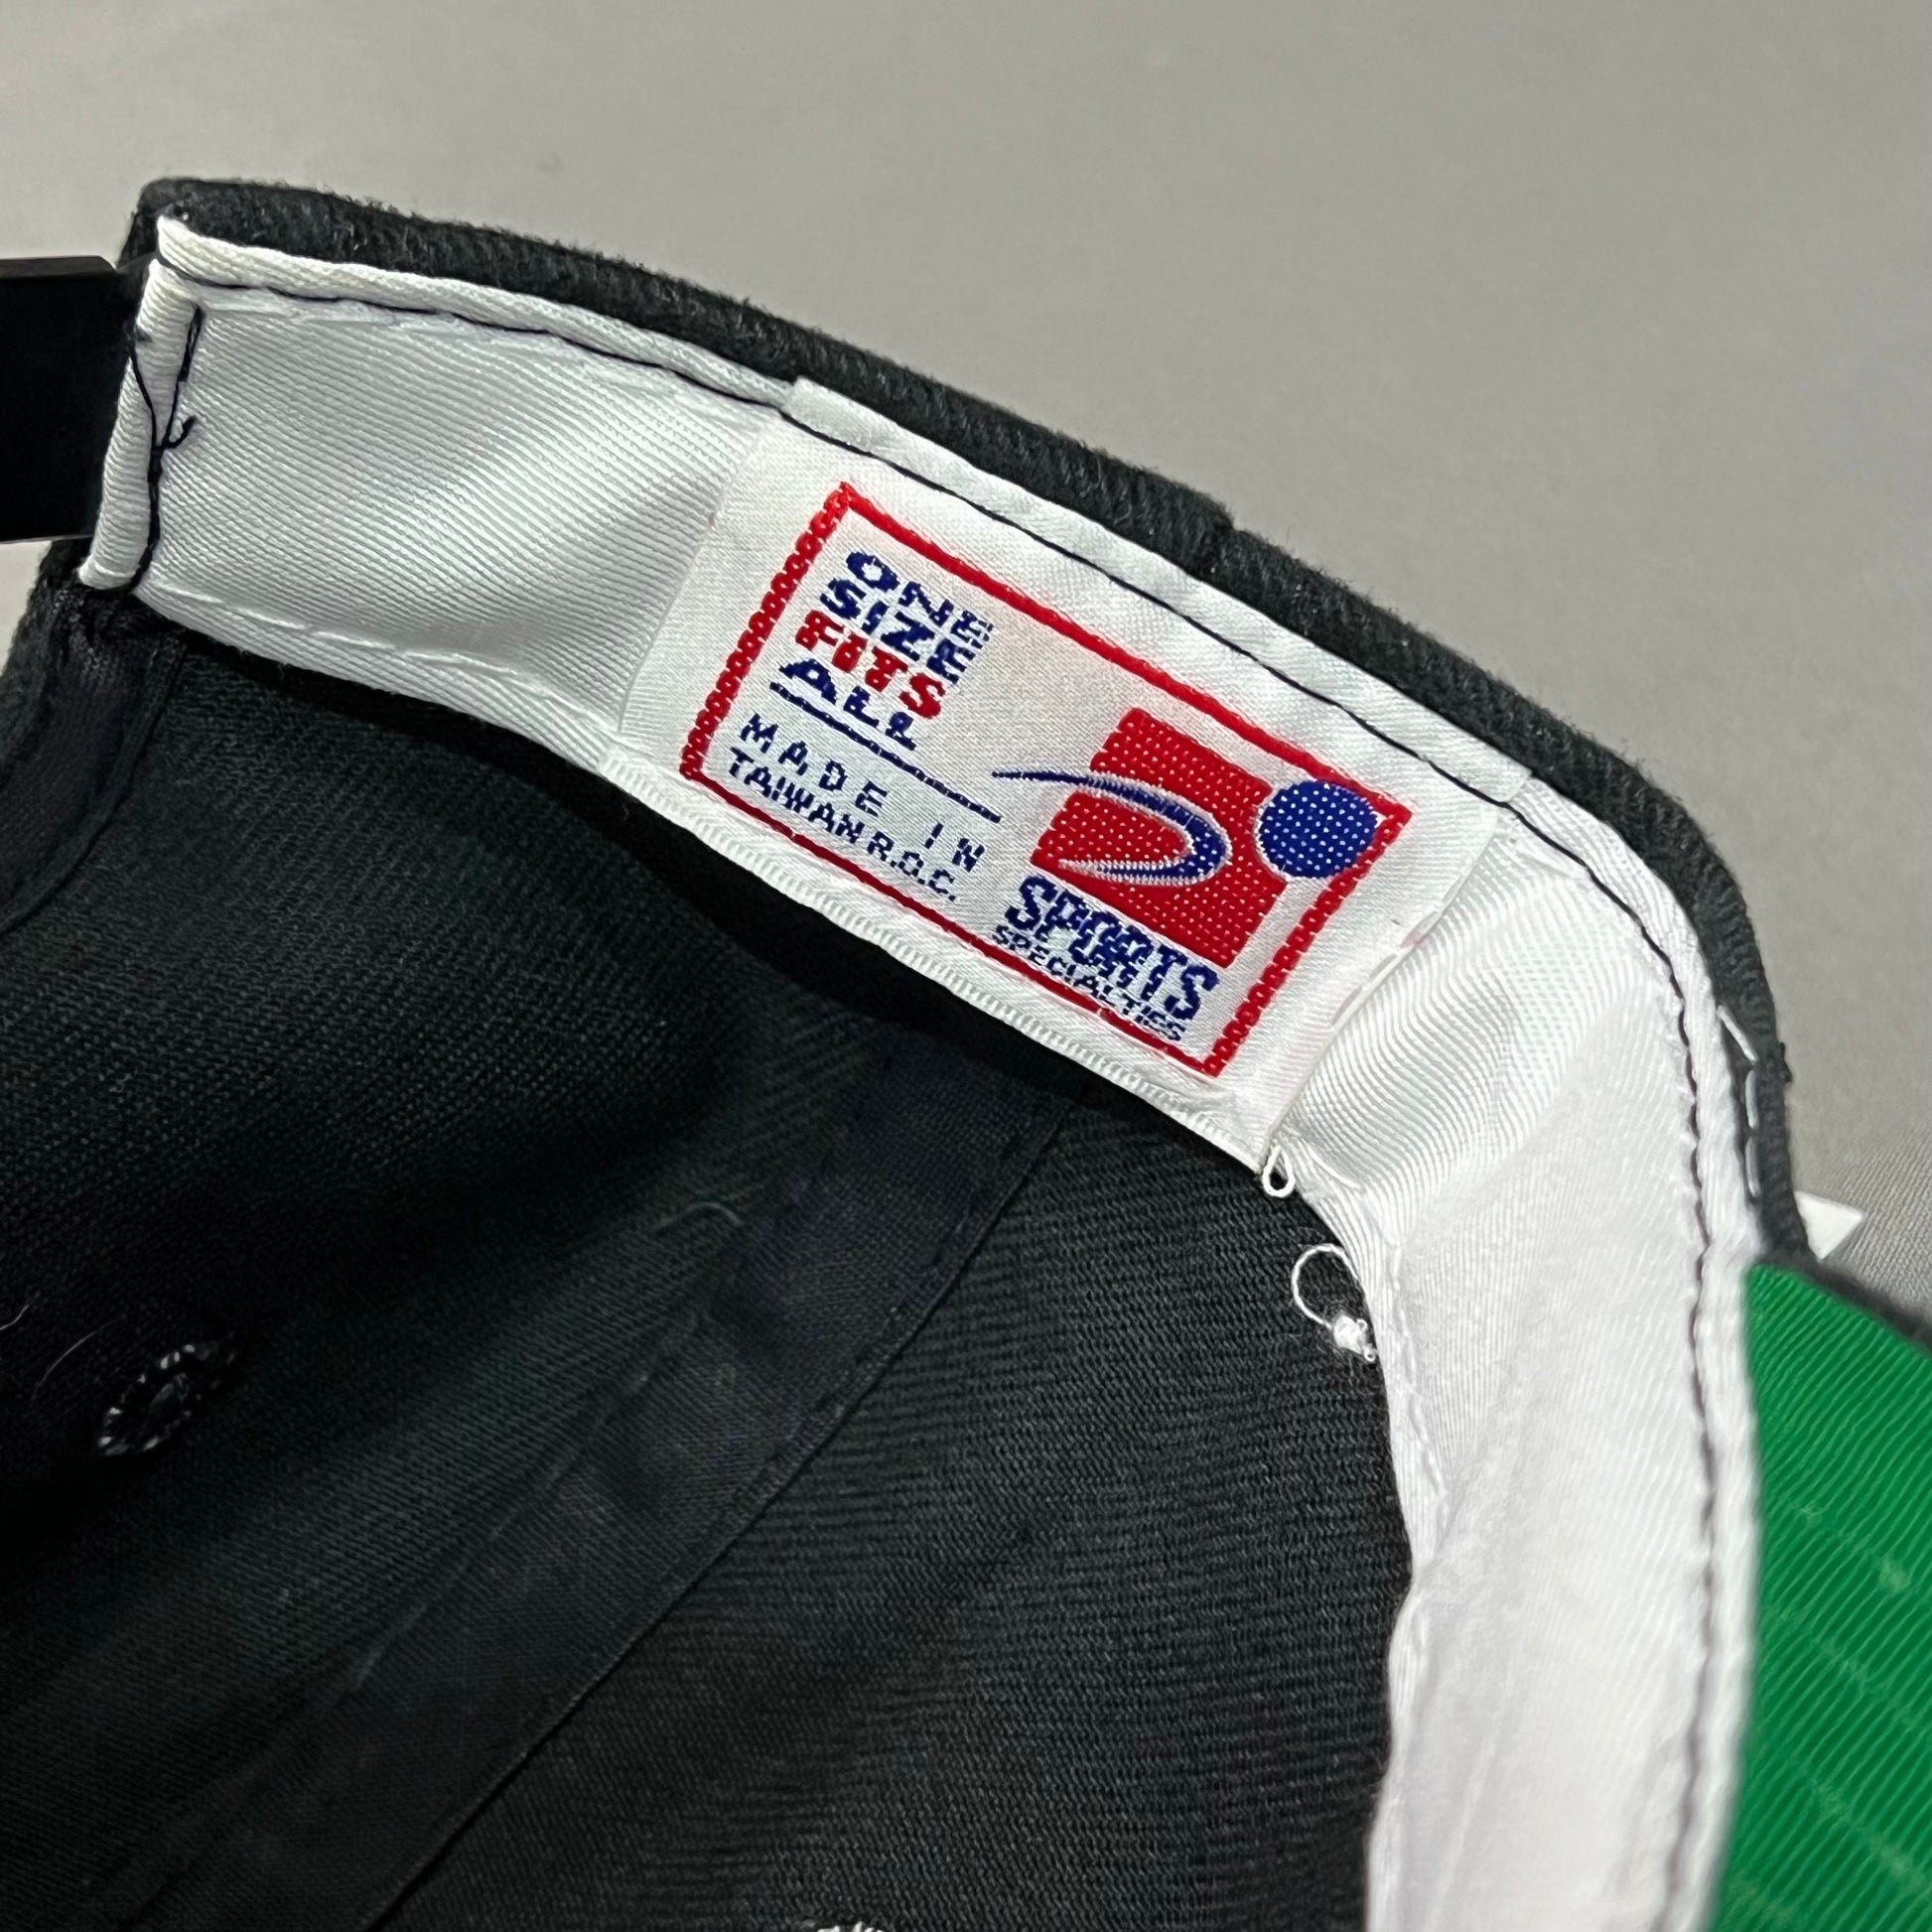 ONE
SIZE
FITS
ALL
MADE IN
TAIWAN R.O.C.
SPORTS
SPECIALTIES